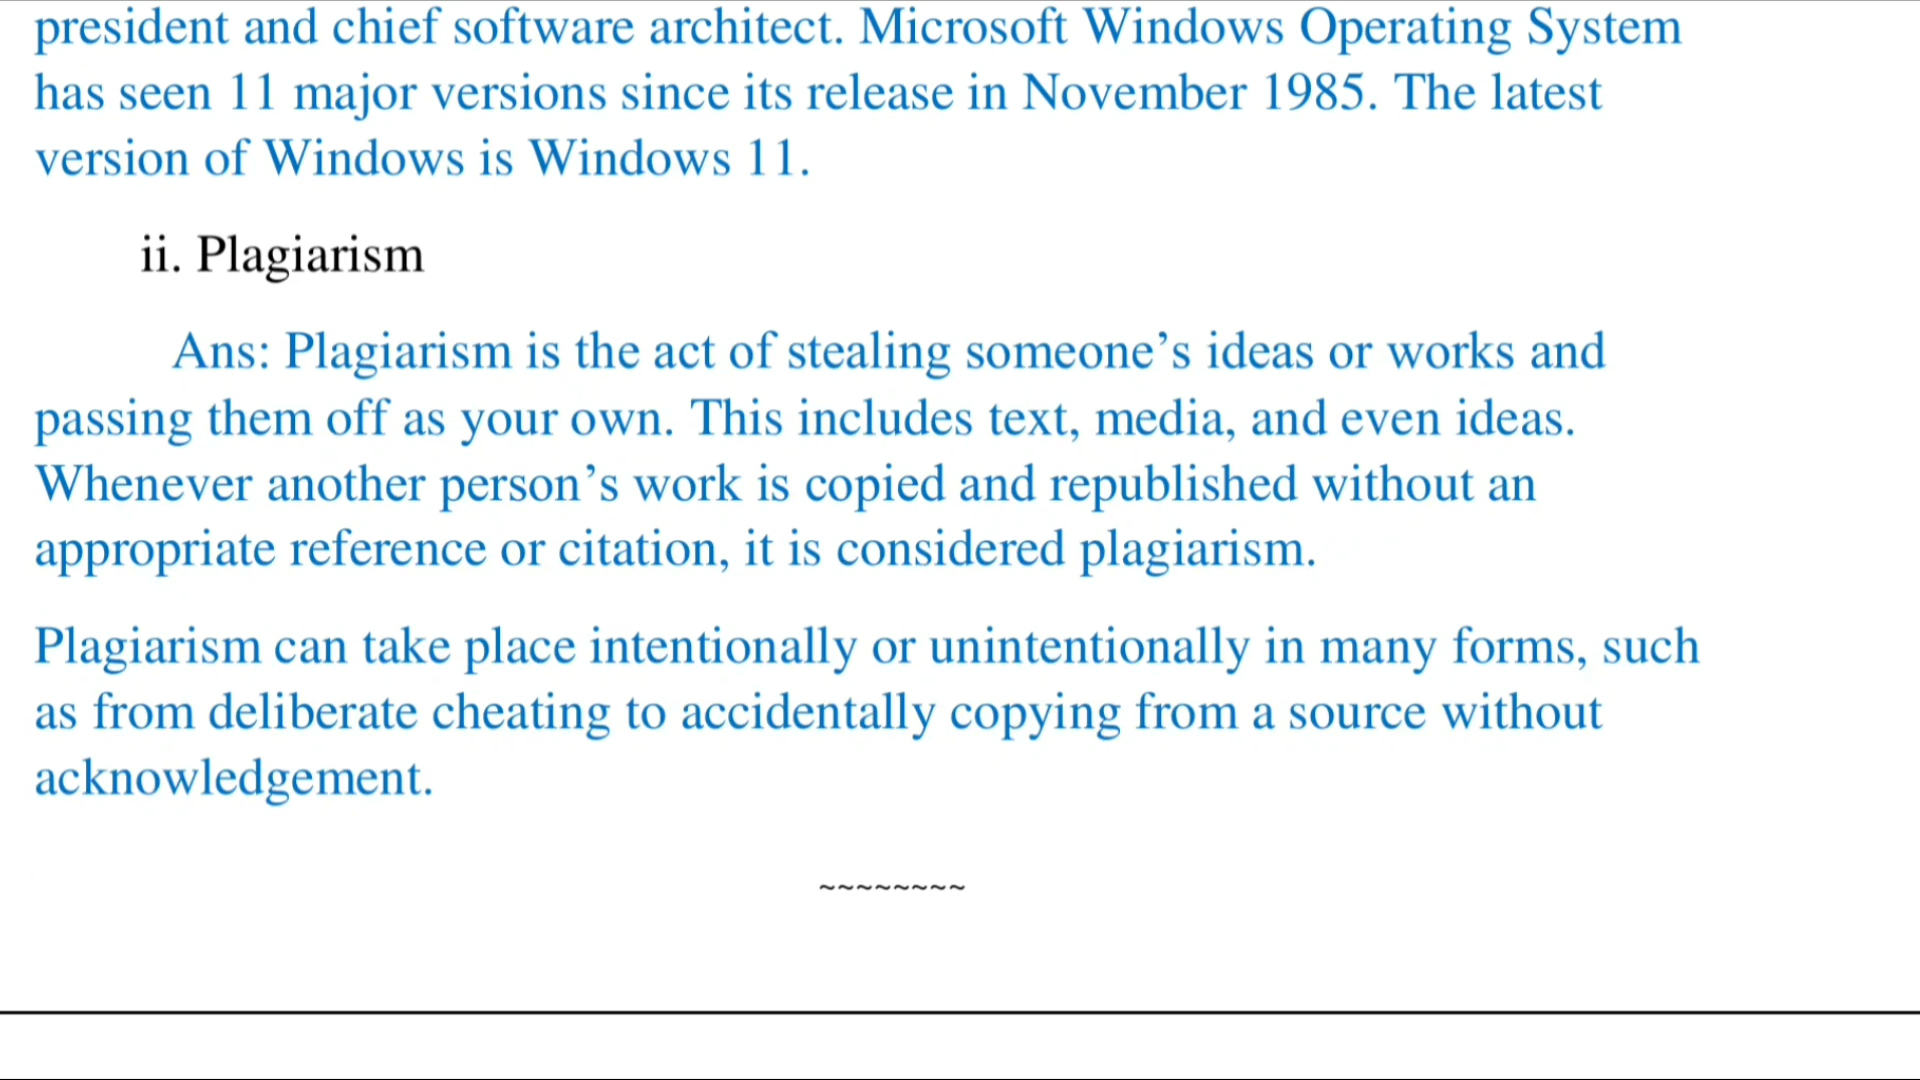 president and chief software architect. Microsoft Windows Operating System
has seen 11 major versions since its release in November 1985. The latest
version of Windows is Windows 11.
ii. Plagiarism
Ans: Plagiarism is the act of stealing someone’s ideas or works and
passing them off as your own. This includes text, media, and even ideas.
Whenever another person’s work is copied and republished without an
appropriate reference or citation, it is considered plagiarism.
Plagiarism can take place intentionally or unintentionally in many forms, such
as from deliberate cheating to accidentally copying from a source without
acknowledgement.
~~~~~~~~